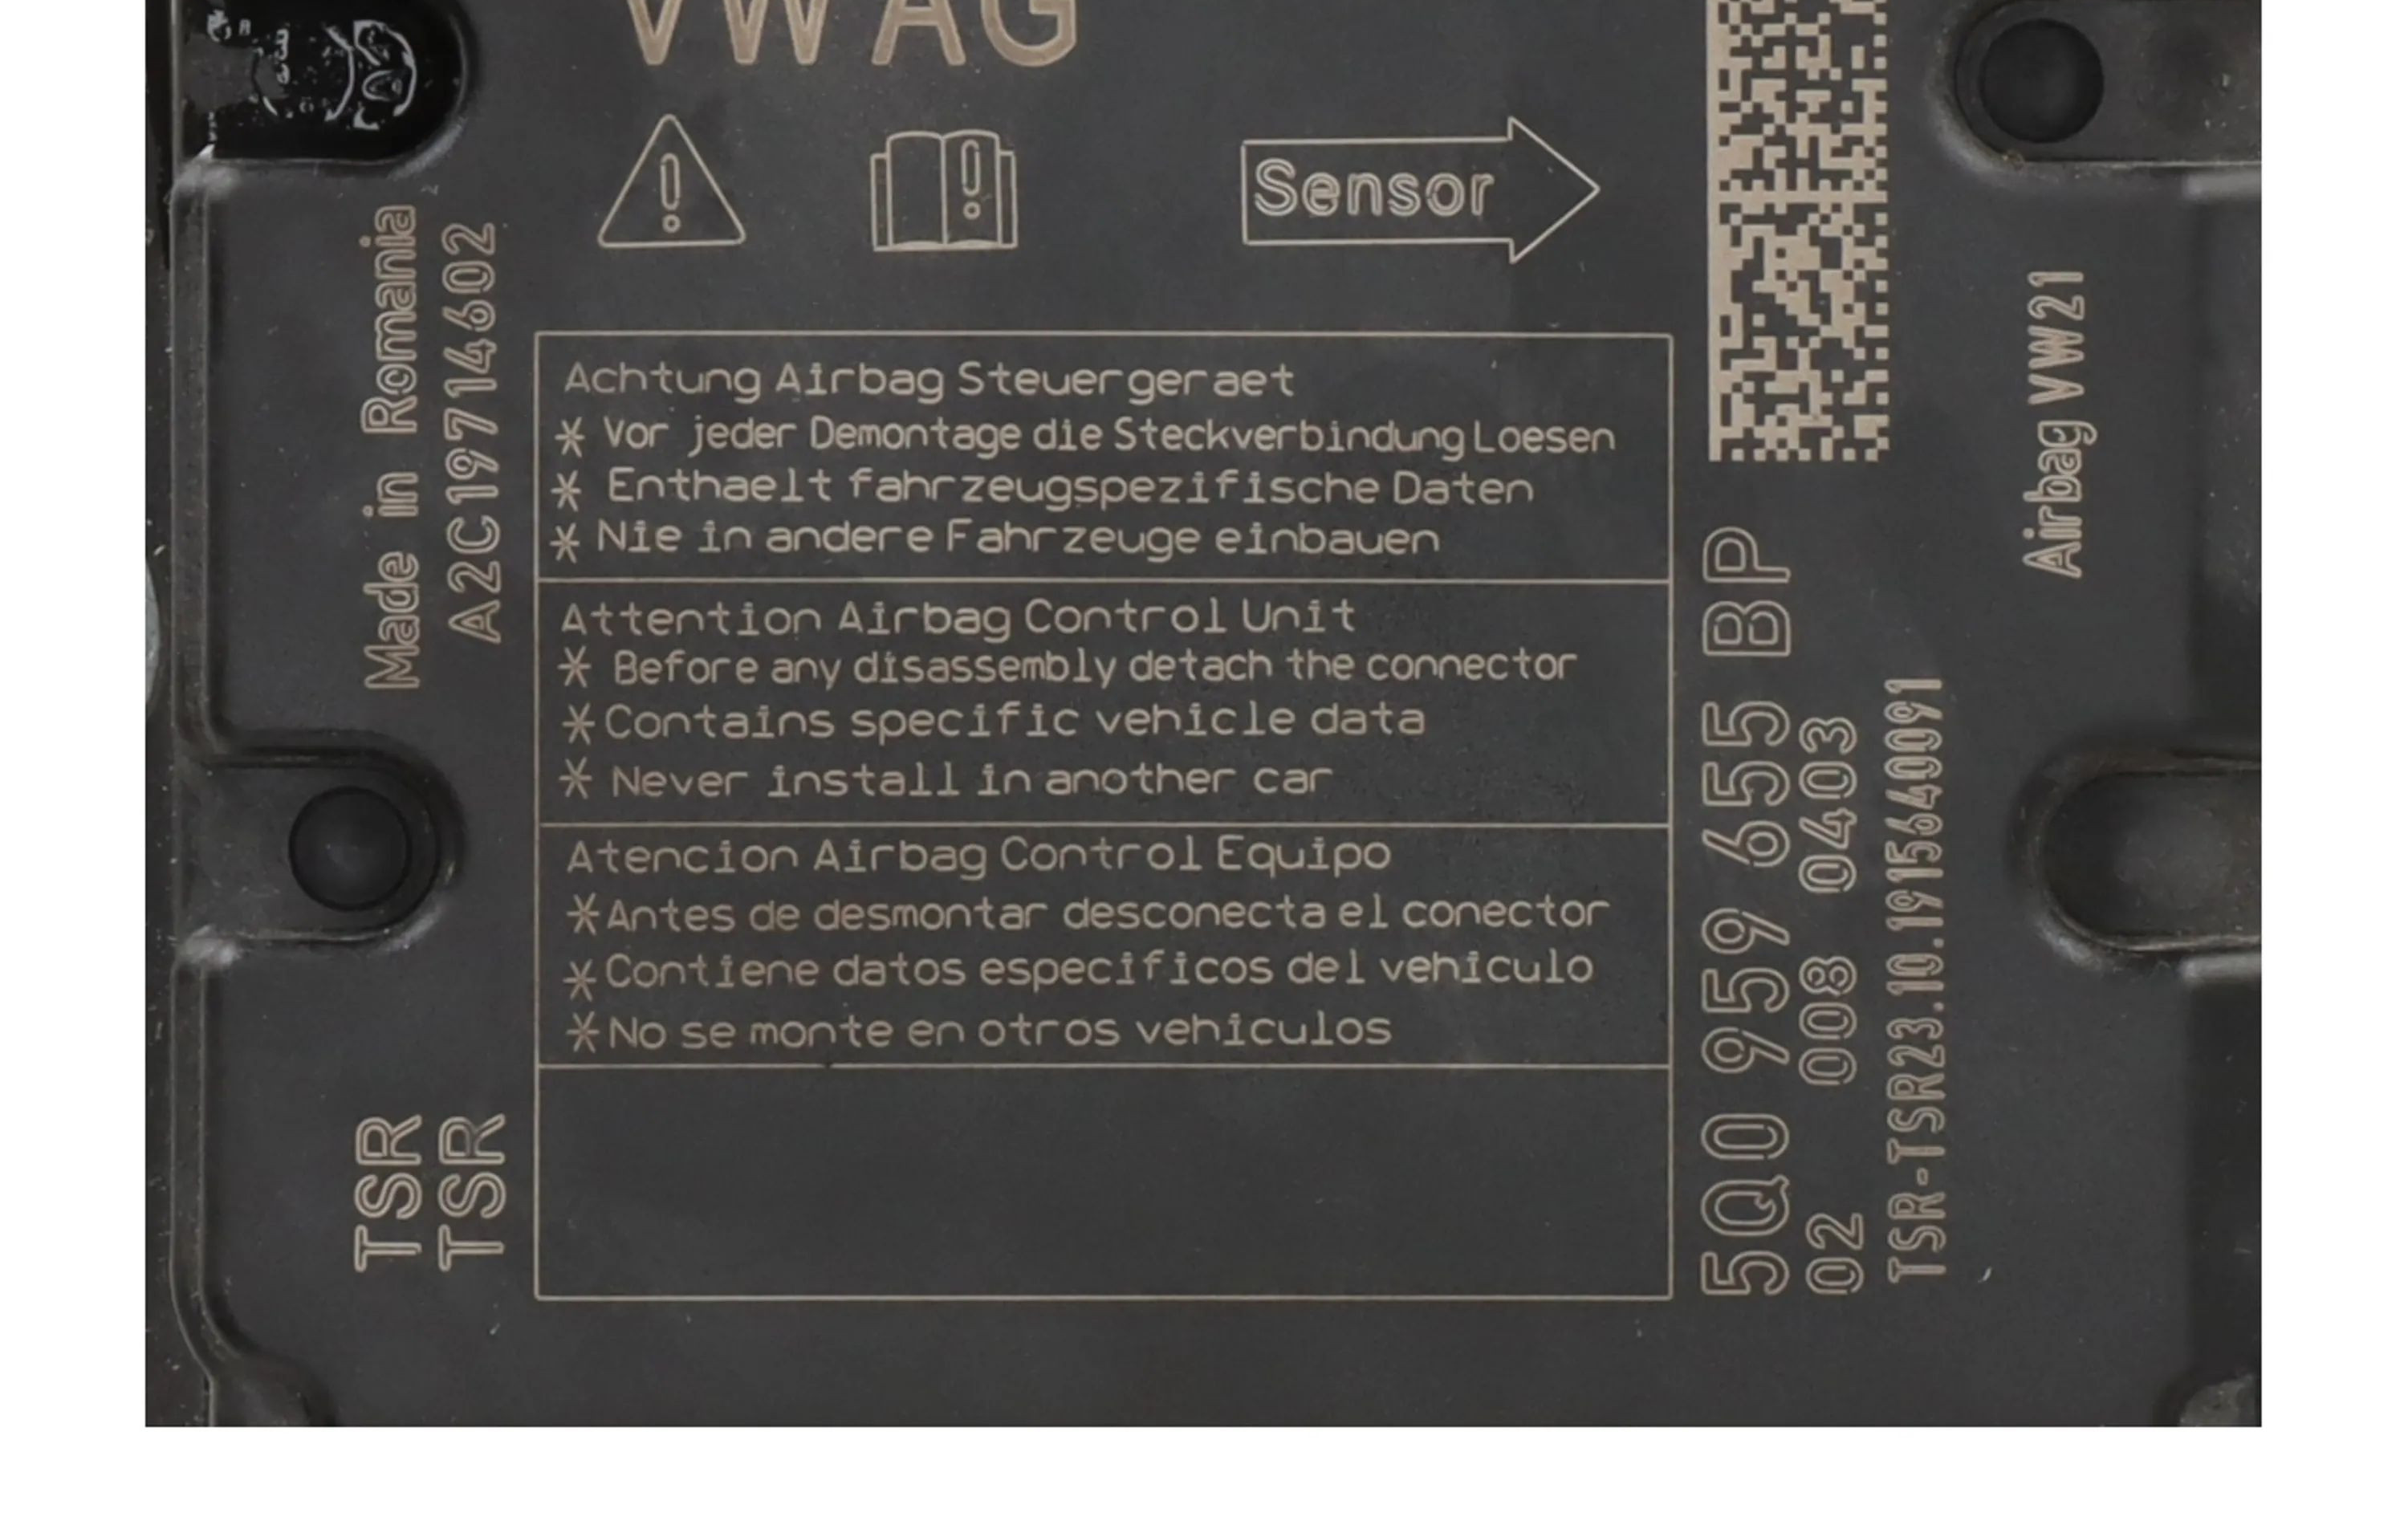 VW AG
Sensor
Made in Romania
A2C19714602
Achtung Airbag Steuergeraet
* Vor jeder Demontage die Steckverbindung Loesen
* Enthaelt fahrzeugspezifische Daten
* Nie in andere Fahrzeuge einbauen
Attention Airbag Control Unit
* Before any disassembly detach the connector
* Contains specific vehicle data
* Never install in another car
Atencion Airbag Control Equipo
* Antes de desmontar desconecta el conector
* Contiene datos especificos del vehiculo
* No se monte en otros vehiculos
TSR
TSR
5Q0 959 655 BP
02 008 0403
TSR-TSR23.10.1915640091
Airbag VW21